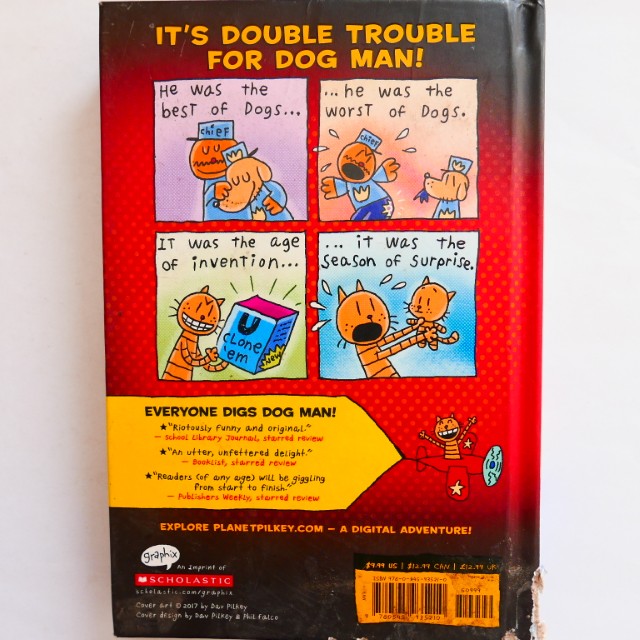 IT'S DOUBLE TROUBLE
FOR DOG MAN!
He was the
best of Dogs...
CHIEF
...he was the
worst of Dogs.
chief
IT was the age
of invention...
U
CLONE
'em
NEW
... it was the
season of surprise.
EVERYONE DIGS DOG MAN!
★"Riotously funny and original."
— School Library Journal, starred review
★"An utter, unfettered delight."
— Booklist, starred review
★"Readers (of any age) will be giggling
from start to finish."
— Publishers Weekly, starred review
EXPLORE PLANETPILKEY.COM — A DIGITAL ADVENTURE!
graphix
An Imprint of
SCHOLASTIC
scholastic.com/graphix
Cover art © 2017 by Dav Pilkey
Cover design by Dav Pilkey & Phil Falco
$9.99 US | $12.99 CAN | £12.99 UK
50999